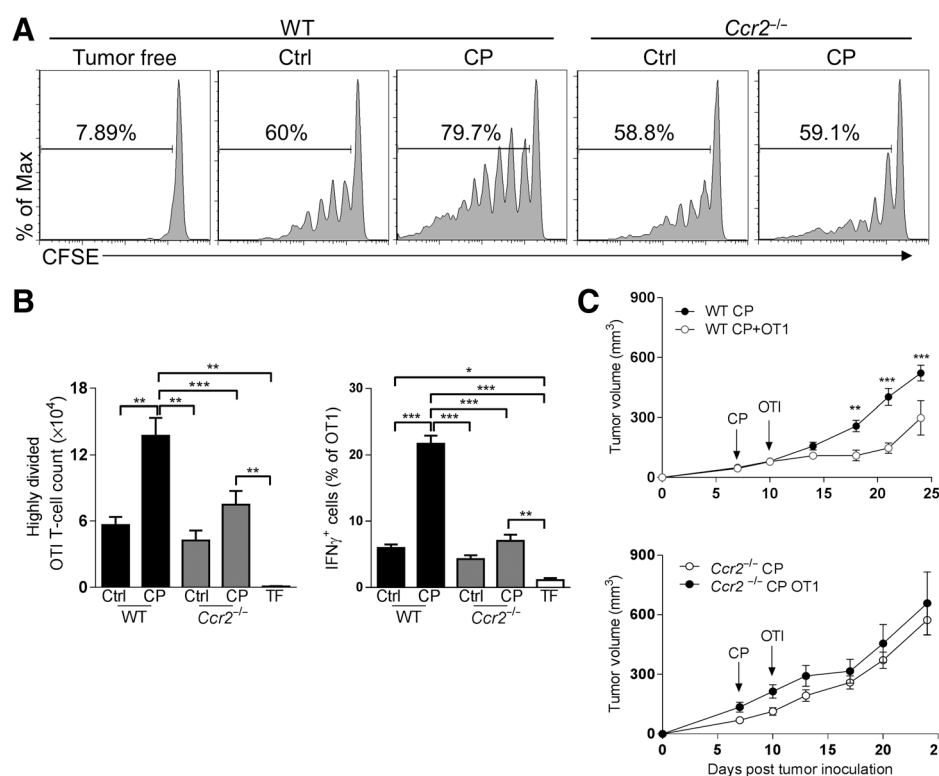 A
WT
Ccr2–/–
Tumor free
Ctrl
CP
Ctrl
CP
% of Max
7.89%
60%
79.7%
58.8%
59.1%
CFSE
B
Highly divided
OTI T-cell count (×10⁴)
18
12
6
0
**
***
**
**
**
Ctrl
CP
Ctrl
CP
TF
WT
Ccr2–/–
IFNγ+ cells (% of OT1)
30
20
10
0
*
***
***
***
***
**
Ctrl
CP
Ctrl
CP
TF
WT
Ccr2–/–
C
Tumor volume (mm³)
900
600
300
0
WT CP
WT CP+OT1
CP
OTI
**
***
***
0
5
10
15
20
25
Tumor volume (mm³)
900
600
300
0
Ccr2–/– CP
Ccr2 –/– CP OT1
CP
OTI
0
5
10
15
20
2
Days post tumor inoculation